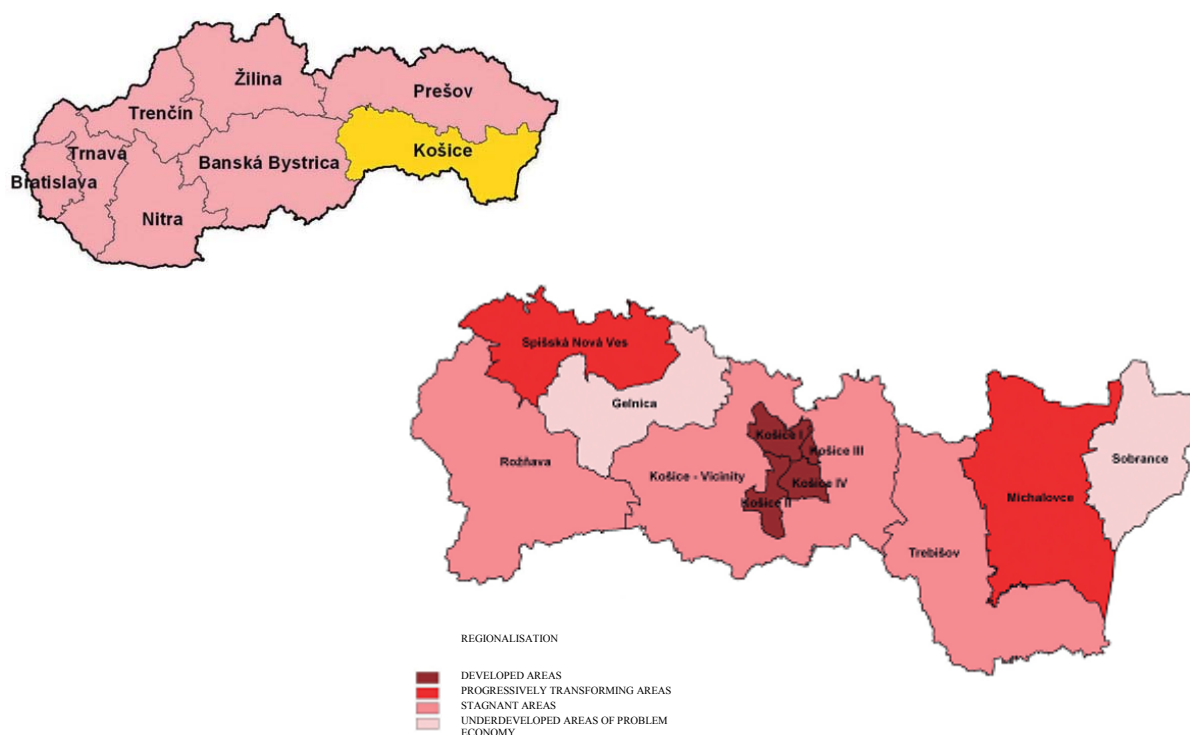 Žilina
Prešov
Trenčín
Košice
Trnava
Banská Bystrica
Bratislava
Nitra
Spišská Nová Ves
Gelnica
Košice I
Košice III
Sobrance
Rožňava
Košice - Vicinity
Košice IV
Michalovce
Košice II
Trebišov
REGIONALISATION
DEVELOPED AREAS
PROGRESSIVELY TRANSFORMING AREAS
STAGNANT AREAS
UNDERDEVELOPED AREAS OF PROBLEM
ECONOMY